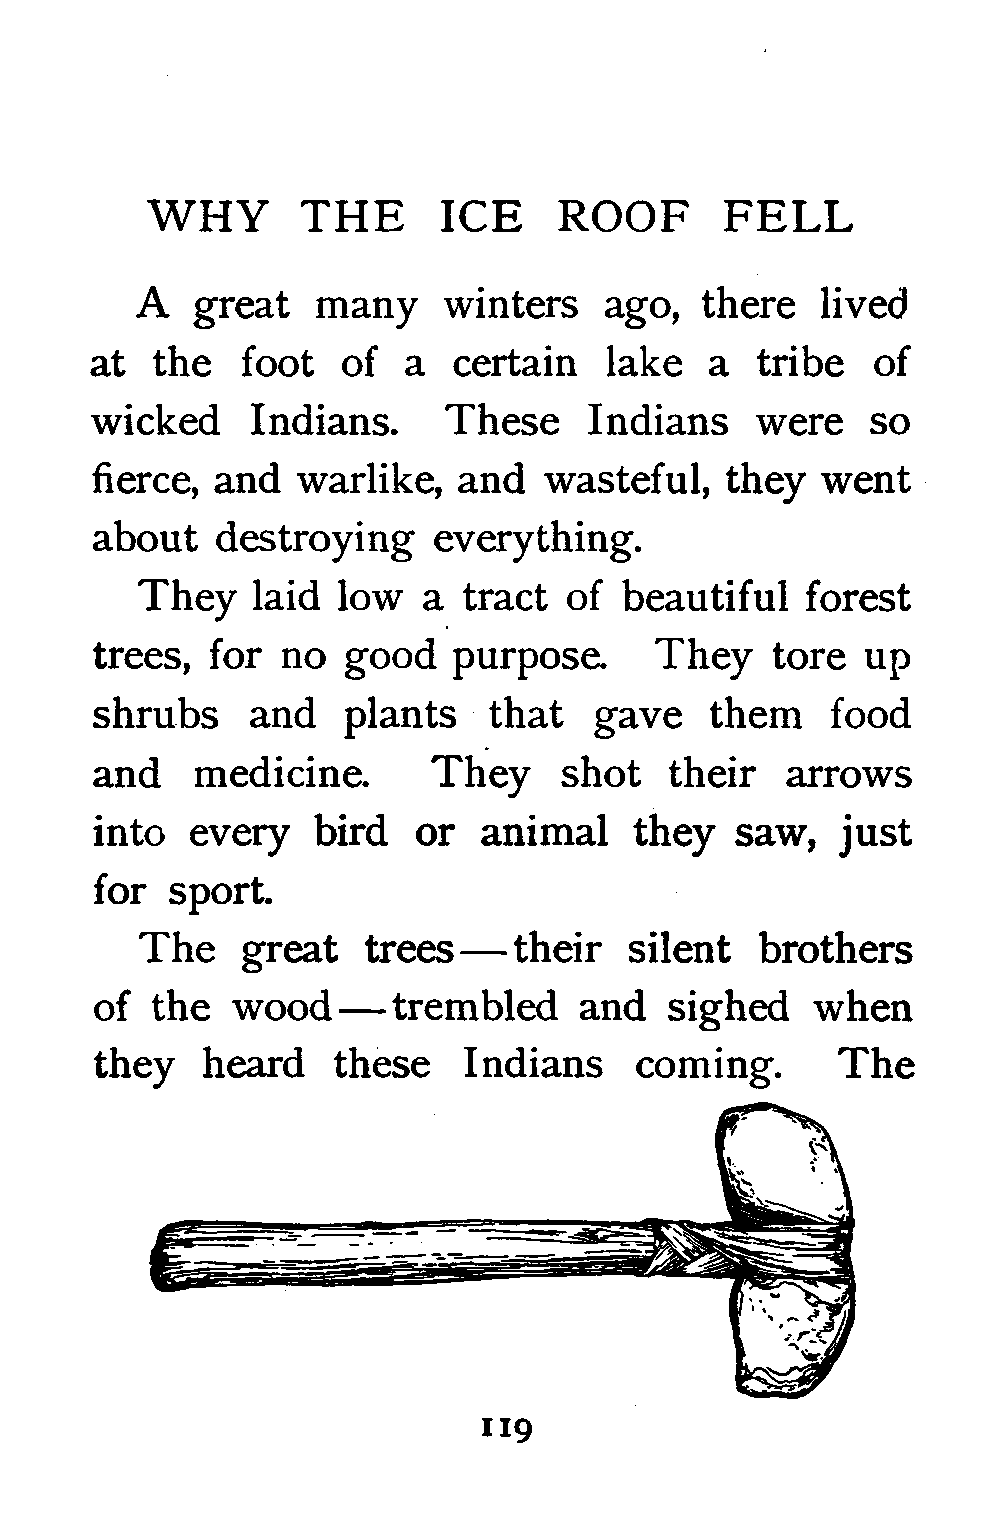 WHY THE ICE ROOF FELL
A great many winters ago, there lived
at the foot of a certain lake a tribe of
wicked Indians. These Indians were so
fierce, and warlike, and wasteful, they went
about destroying everything.
They laid low a tract of beautiful forest
trees, for no good purpose. They tore up
shrubs and plants that gave them food
and medicine. They shot their arrows
into every bird or animal they saw, just
for sport.
The great trees—their silent brothers
of the wood—trembled and sighed when
they heard these Indians coming. The
119